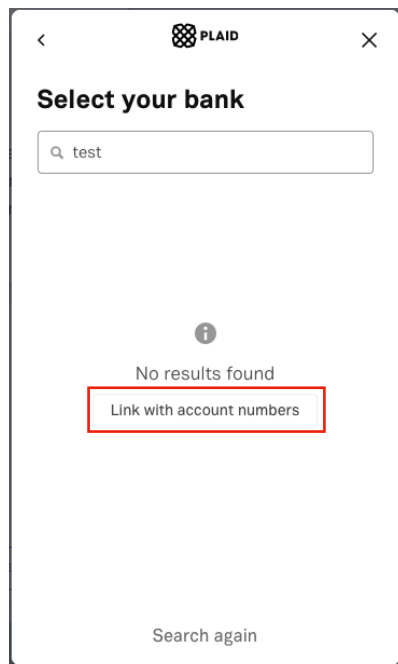 PLAID
Select your bank
test
No results found
Link with account numbers
Search again